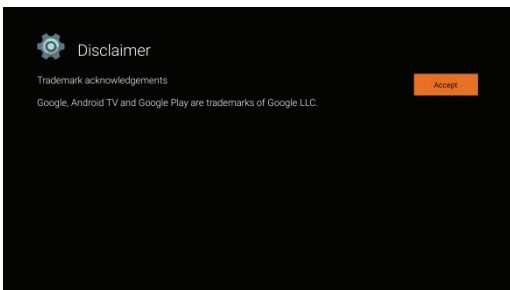 Disclaimer
Trademark acknowledgements
Accept
Google, Android TV and Google Play are trademarks of Google LLC.